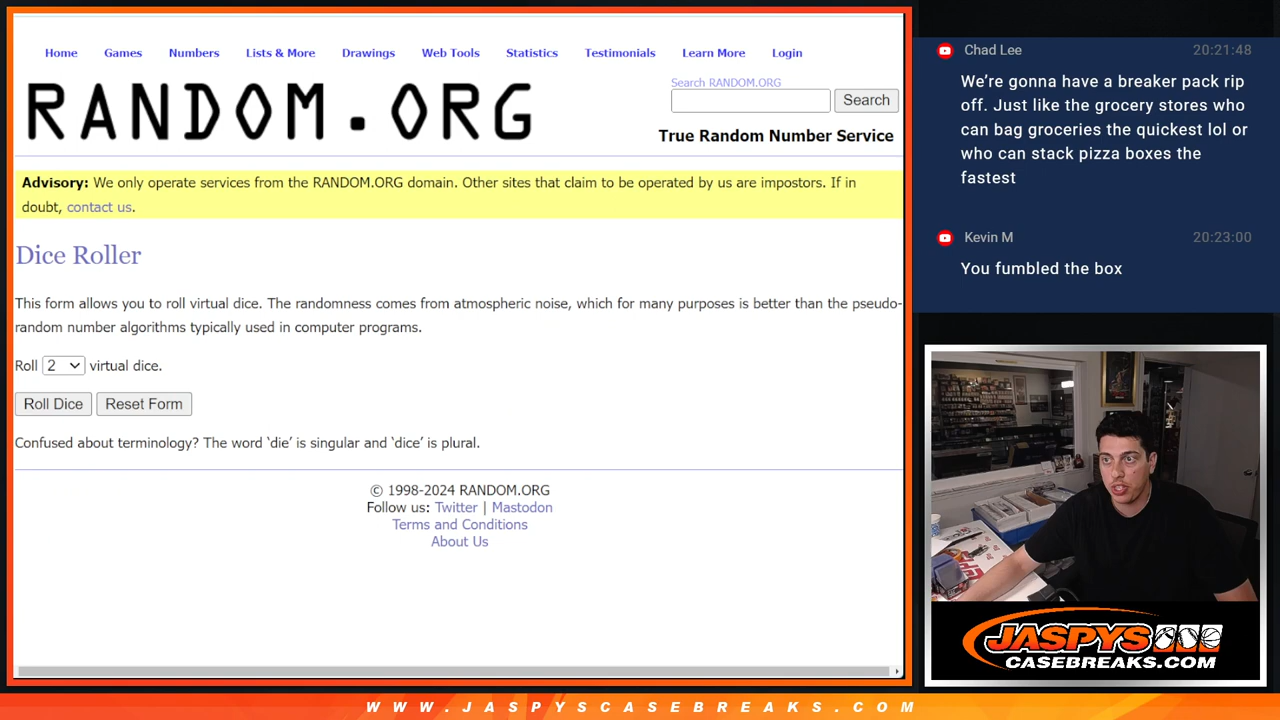 Home Games Numbers Lists & More Drawings Web Tools Statistics Testimonials Learn More Login
RANDOM.ORG
Search RANDOM.ORG
Search
True Random Number Service
Advisory: We only operate services from the RANDOM.ORG domain. Other sites that claim to be operated by us are impostors. If in
doubt, contact us.
Dice Roller
This form allows you to roll virtual dice. The randomness comes from atmospheric noise, which for many purposes is better than the pseudo-
random number algorithms typically used in computer programs.
Roll 2 virtual dice.
Roll Dice Reset Form
Confused about terminology? The word ‘die’ is singular and ‘dice’ is plural.
© 1998-2024 RANDOM.ORG
Follow us: Twitter | Mastodon
Terms and Conditions
About Us
Chad Lee 20:21:48
We’re gonna have a breaker pack rip
off. Just like the grocery stores who
can bag groceries the quickest lol or
who can stack pizza boxes the
fastest
Kevin M 20:23:00
You fumbled the box
JASPYS
CASEBREAKS.COM
WWW.JASPYSCASEBREAKS.COM